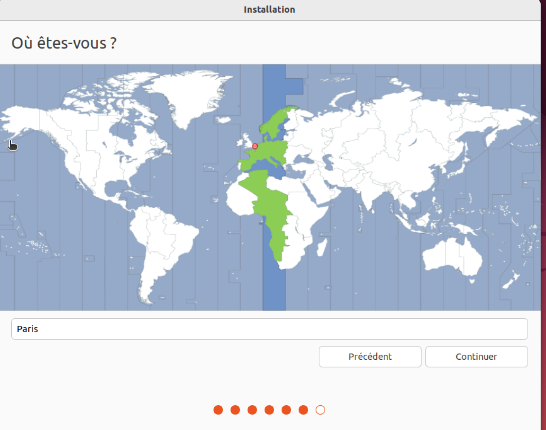 Installation
Où êtes-vous ?
Paris
Précédent
Continuer